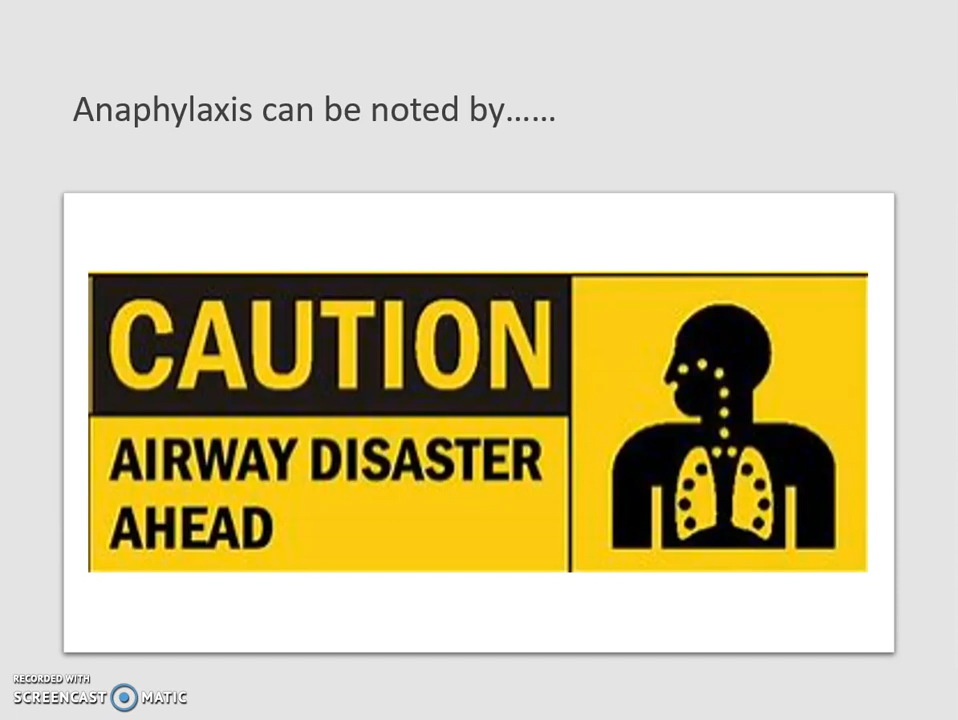 Anaphylaxis can be noted by……
CAUTION
AIRWAY DISASTER
AHEAD
RECORDED WITH
SCREENCAST MATIC